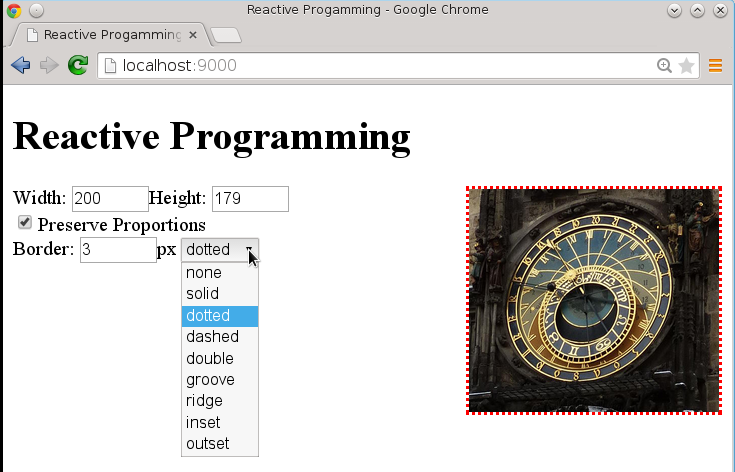 Reactive Progamming - Google Chrome
Reactive Progamming
localhost:9000
Reactive Programming
Width: 200 Height: 179
Preserve Proportions
Border: 3 px dotted
none
solid
dotted
dashed
double
groove
ridge
inset
outset